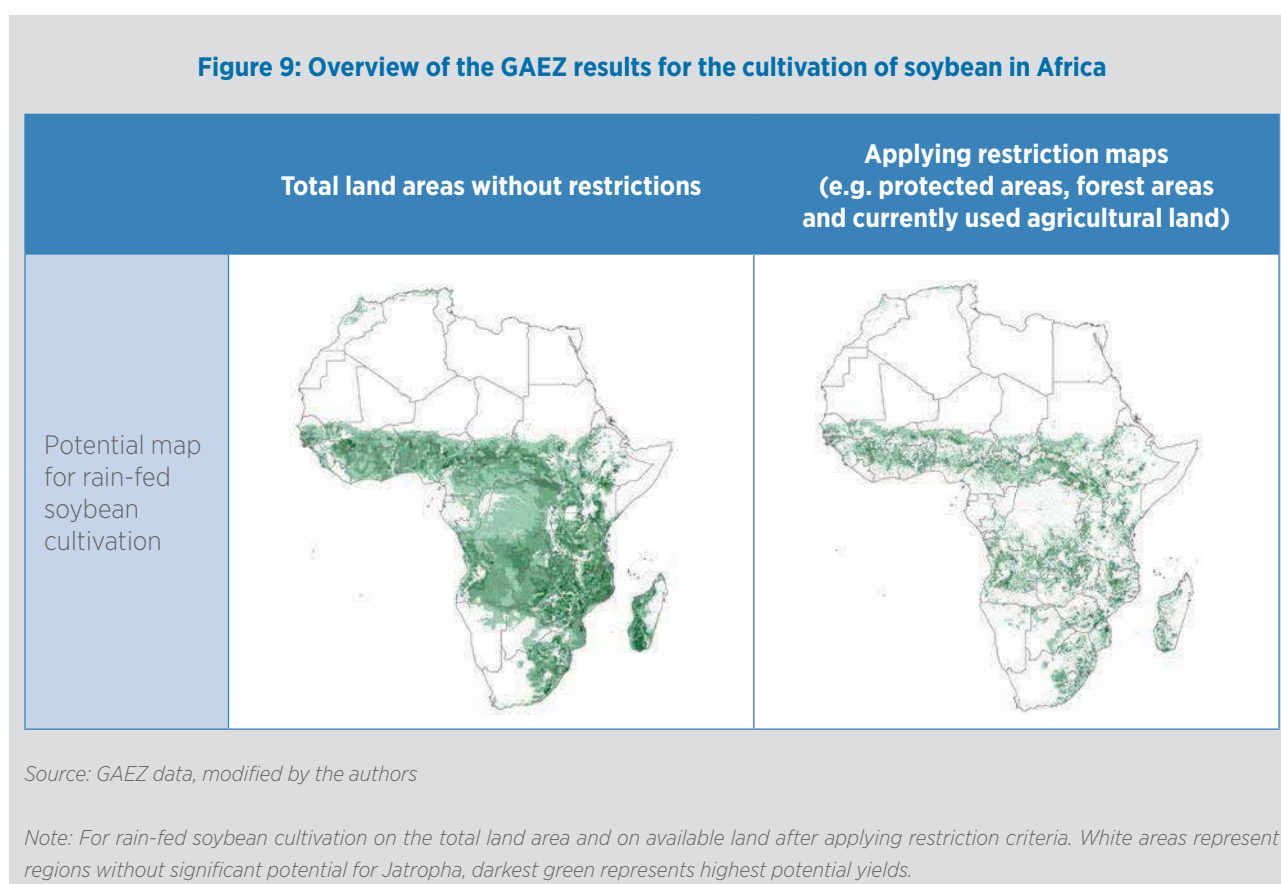 Figure 9: Overview of the GAEZ results for the cultivation of soybean in Africa
Total land areas without restrictions
Applying restriction maps
(e.g. protected areas, forest areas
and currently used agricultural land)
Potential map
for rain-fed
soybean
cultivation
Source: GAEZ data, modified by the authors
Note: For rain-fed soybean cultivation on the total land area and on available land after applying restriction criteria. White areas represent
regions without significant potential for Jatropha, darkest green represents highest potential yields.